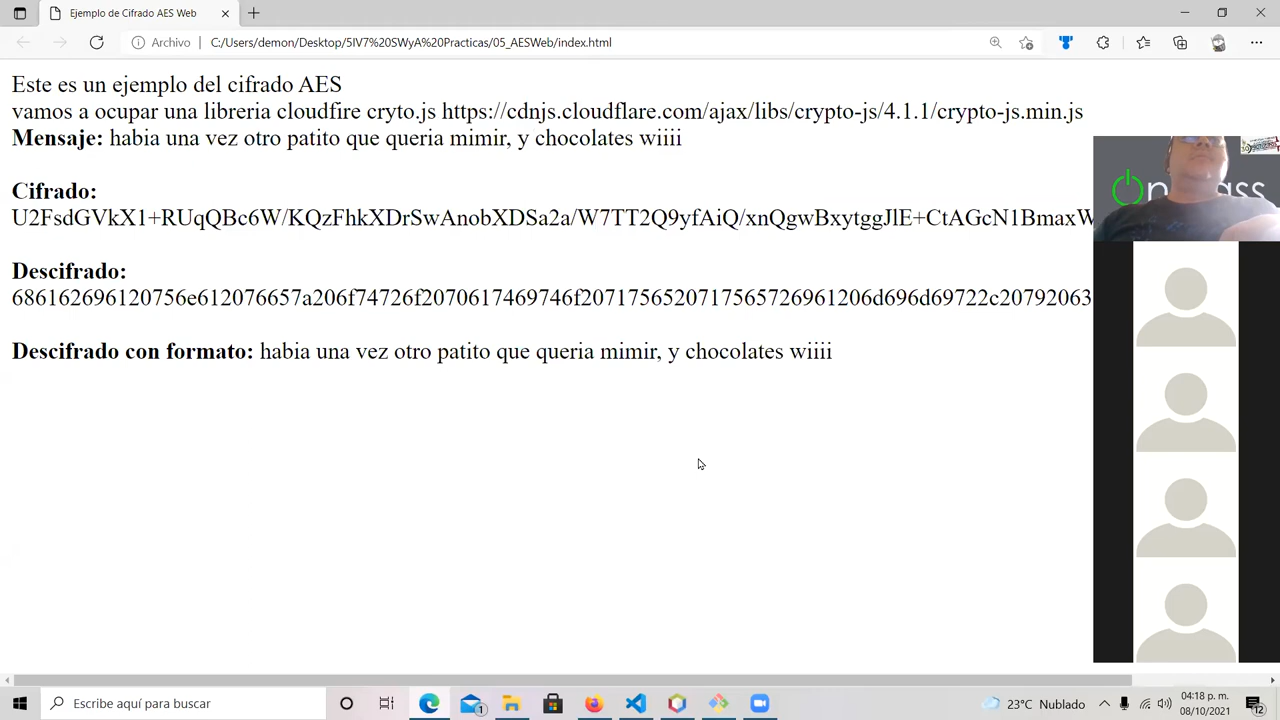 Ejemplo de Cifrado AES Web
Archivo C:/Users/demon/Desktop/5IV7%20SWyA%20Practicas/05_AESWeb/index.html
Este es un ejemplo del cifrado AES
vamos a ocupar una libreria cloudfire cryto.js https://cdnjs.cloudflare.com/ajax/libs/crypto-js/4.1.1/crypto-js.min.js
Mensaje: habia una vez otro patito que queria mimir, y chocolates wiiii
Cifrado:
U2FsdGVkX1+RUqQBc6W/KQzFhkXDrSwAnobXDSa2a/W7TT2Q9yfAiQ/xnQgwBxytggJlE+CtAGcN1BmaxW
Descifrado:
686162696120756e612076657a206f74726f2070617469746f2071756520717565726961206d696d69722c20792063
Descifrado con formato: habia una vez otro patito que queria mimir, y chocolates wiiii
Escribe aquí para buscar
1
23°C Nublado
04:18 p. m.
08/10/2021
12